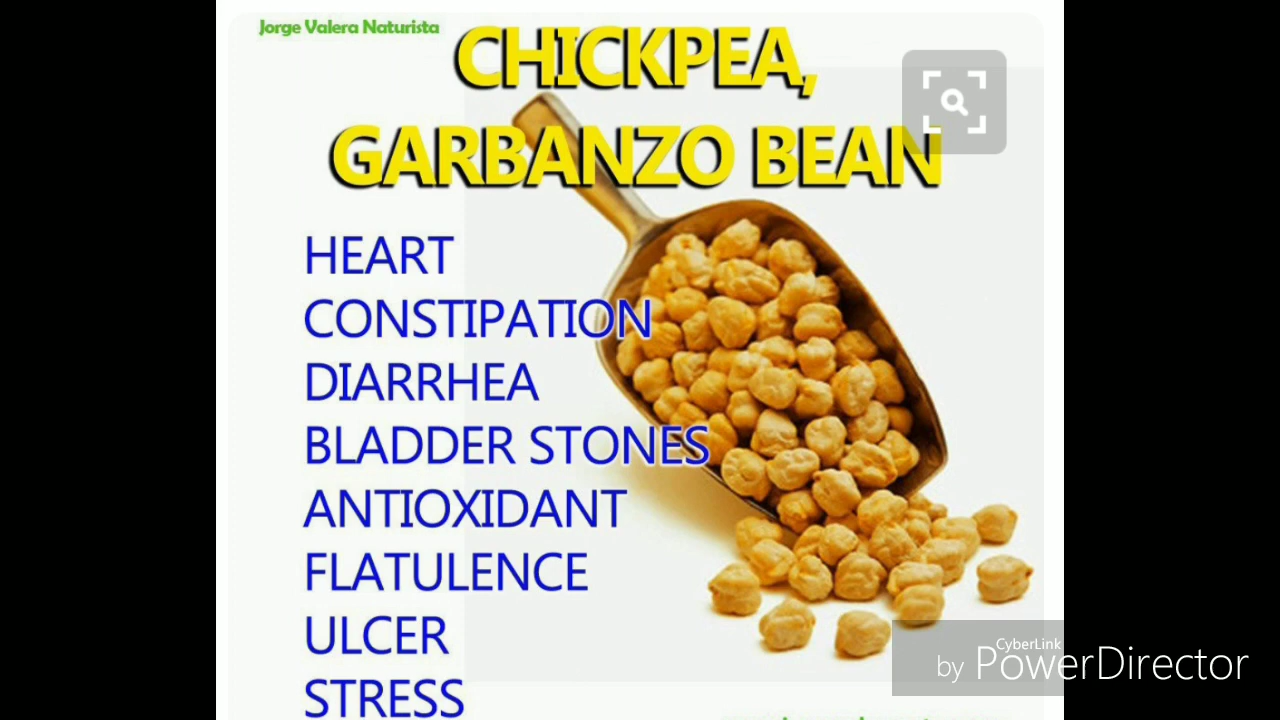 Jorge Valera Naturista
CHICKPEA,
GARBANZO BEAN
HEART
CONSTIPATION
DIARRHEA
BLADDER STONES
ANTIOXIDANT
FLATULENCE
ULCER
STRESS
CyberLink
by PowerDirector